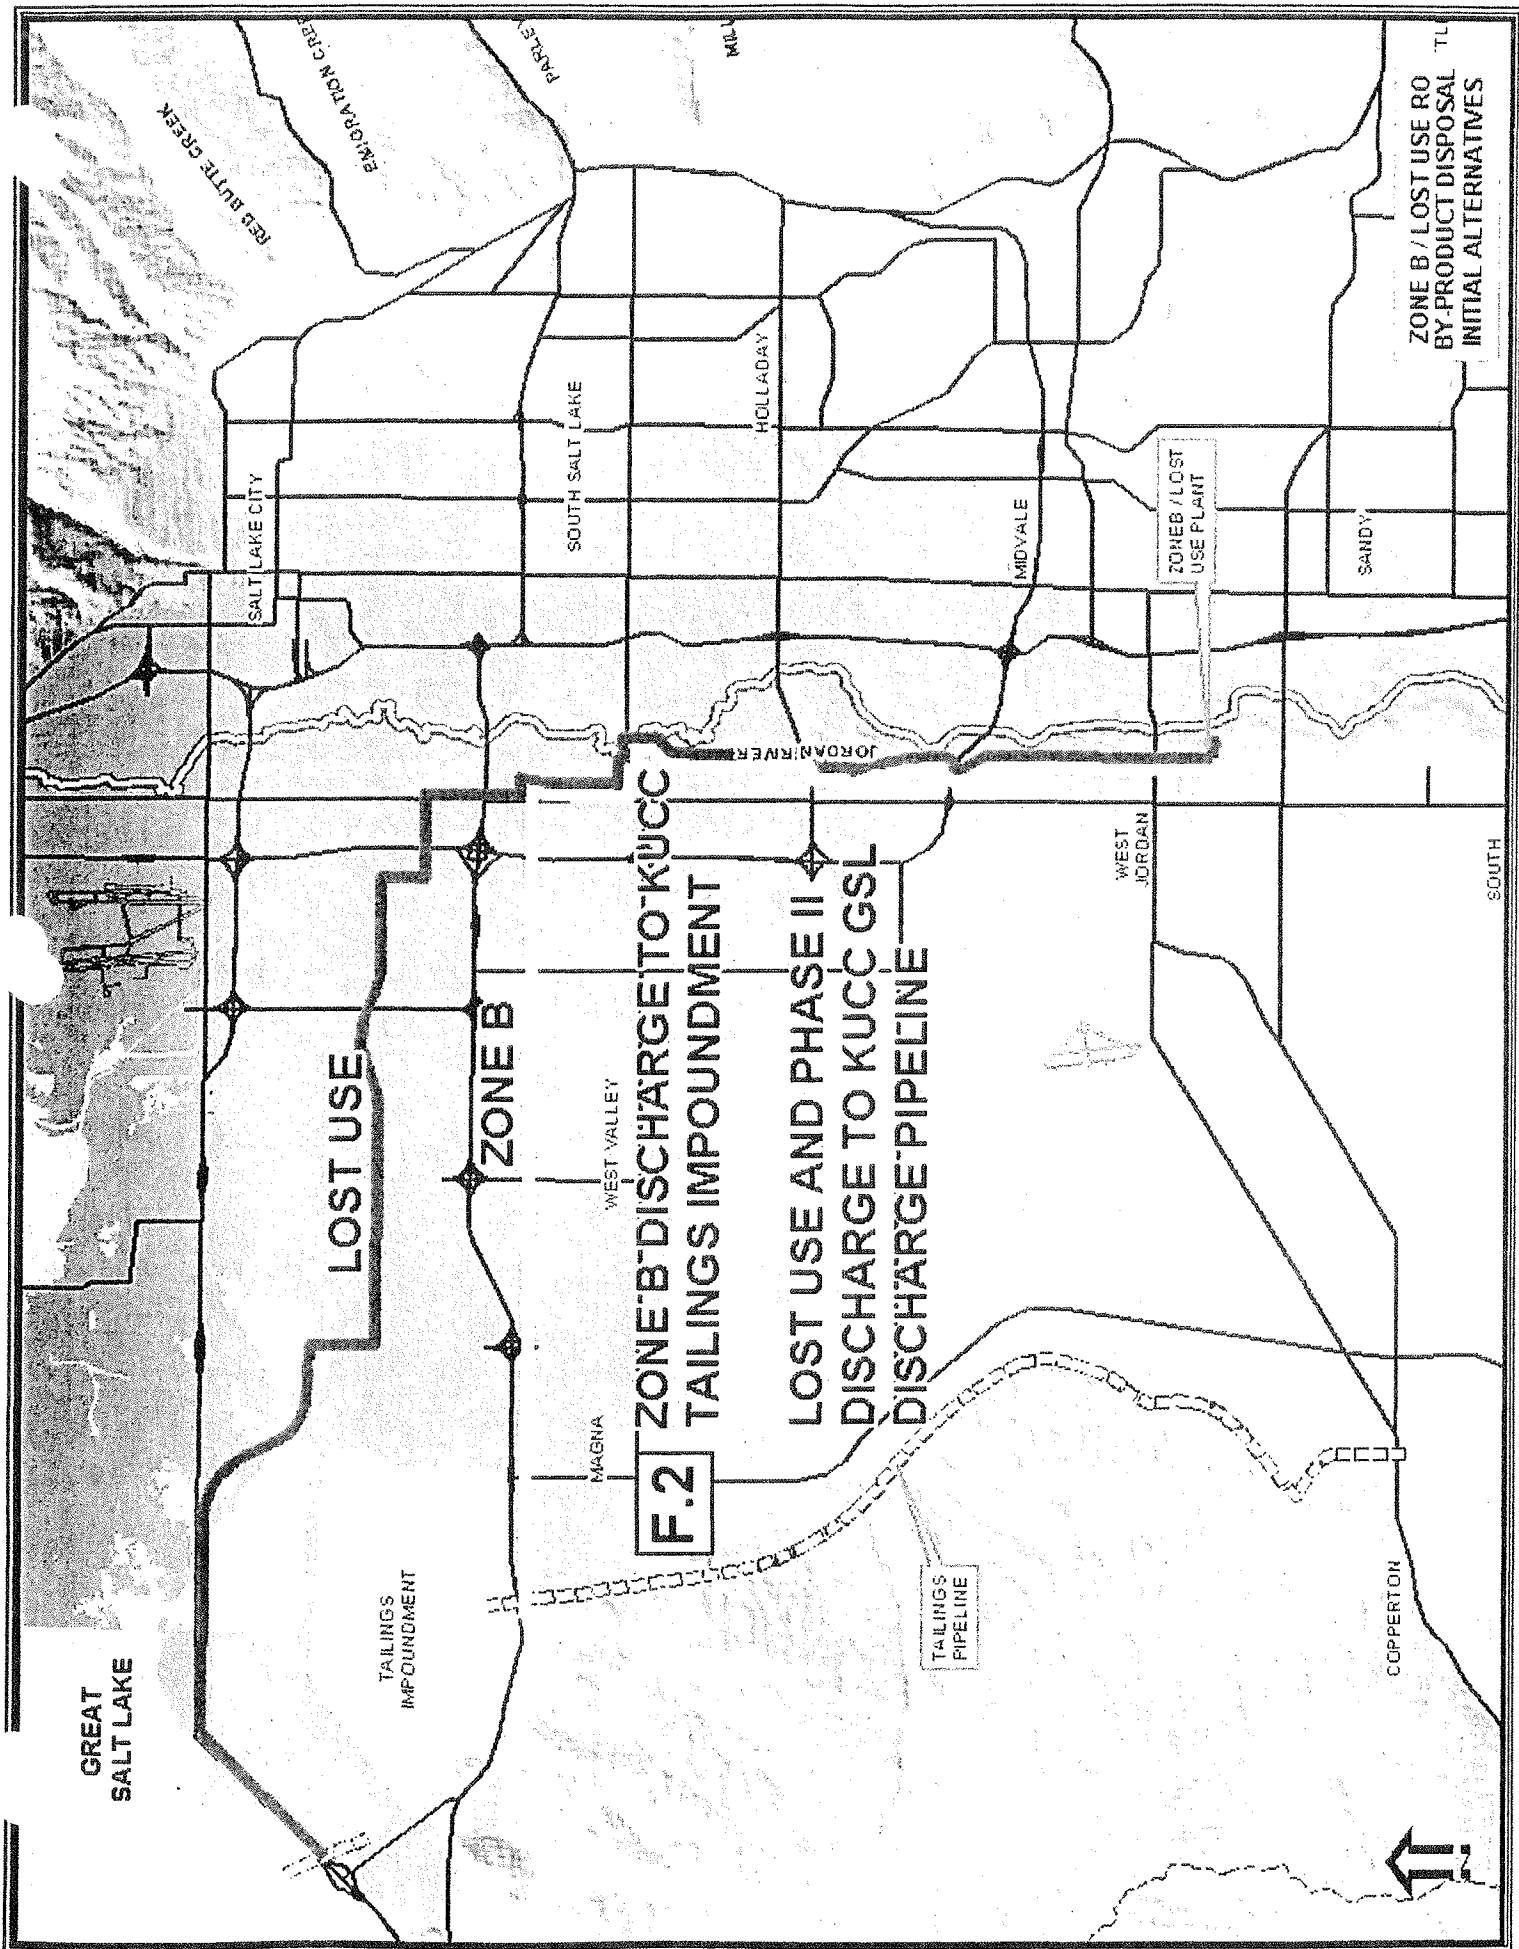 GREAT
SALT LAKE
RED BUTTE CREEK
EMIGRATION CRE
PARLEY
SALT LAKE CITY
LOST USE
TAILINGS
IMPOUNDMENT
ZONE B
SOUTH SALT LAKE
MAGNA
WEST VALLEY
F.2
ZONE B DISCHARGE TO KUCC
TAILINGS IMPOUNDMENT
LOST USE AND PHASE II
DISCHARGE TO KUCC GSL
DISCHARGE PIPELINE
JORDAN RIVER
HOLLADAY
TAILINGS
PIPELINE
MIDVALE
WEST
JORDAN
ZONE B / LOST
USE PLANT
SANDY
COPPERTON
SOUTH
ZONE B / LOST USE RO
BY-PRODUCT DISPOSAL
INITIAL ALTERNATIVES